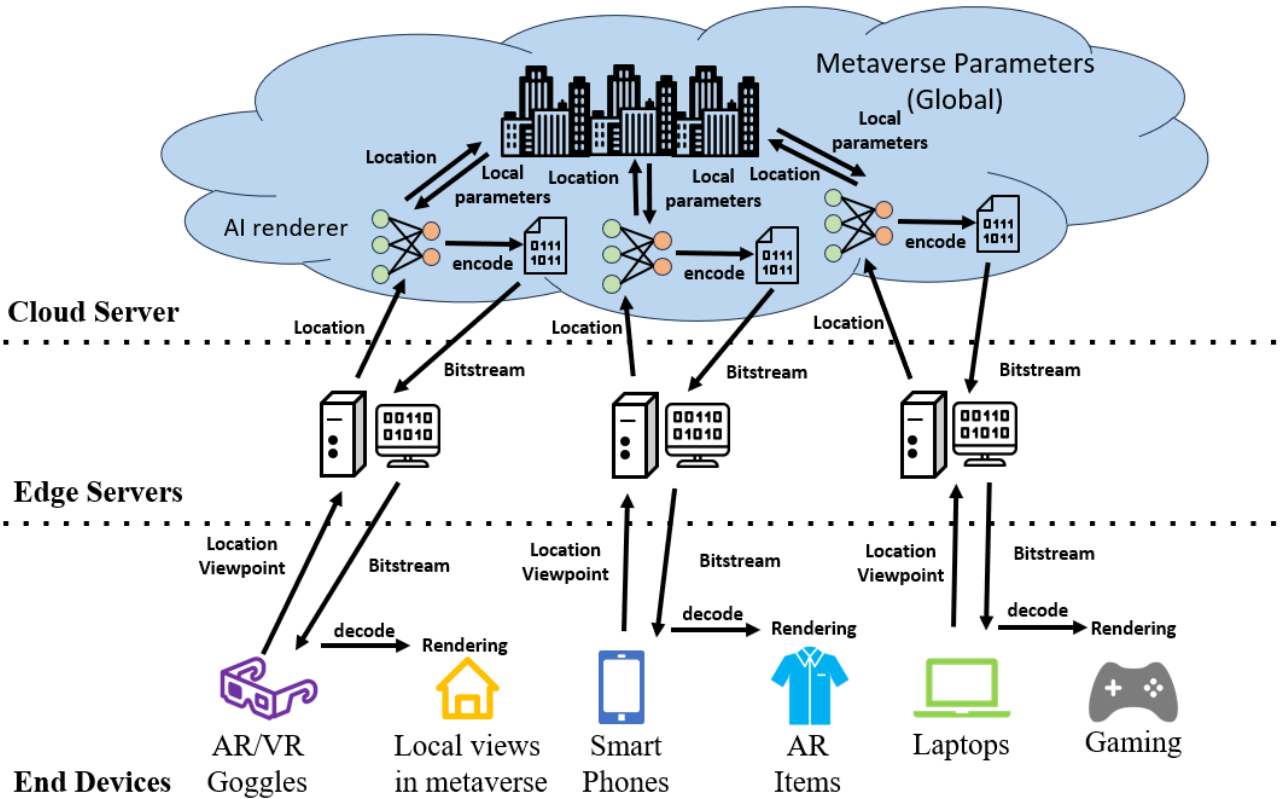 Metaverse Parameters
(Global)
Local
parameters
Location
Location
Local
parameters
Location
Local
parameters
AI renderer
encode
0111
1011
encode
0111
1011
encode
0111
1011
Cloud Server
Location
Location
Location
Bitstream
Bitstream
Bitstream
00110
01010
00110
01010
00110
01010
Edge Servers
Location
Viewpoint
Bitstream
Location
Viewpoint
Bitstream
Location
Viewpoint
Bitstream
decode
Rendering
decode
Rendering
decode
Rendering
End Devices
AR/VR
Goggles
Local views
in metaverse
Smart
Phones
AR
Items
Laptops
Gaming